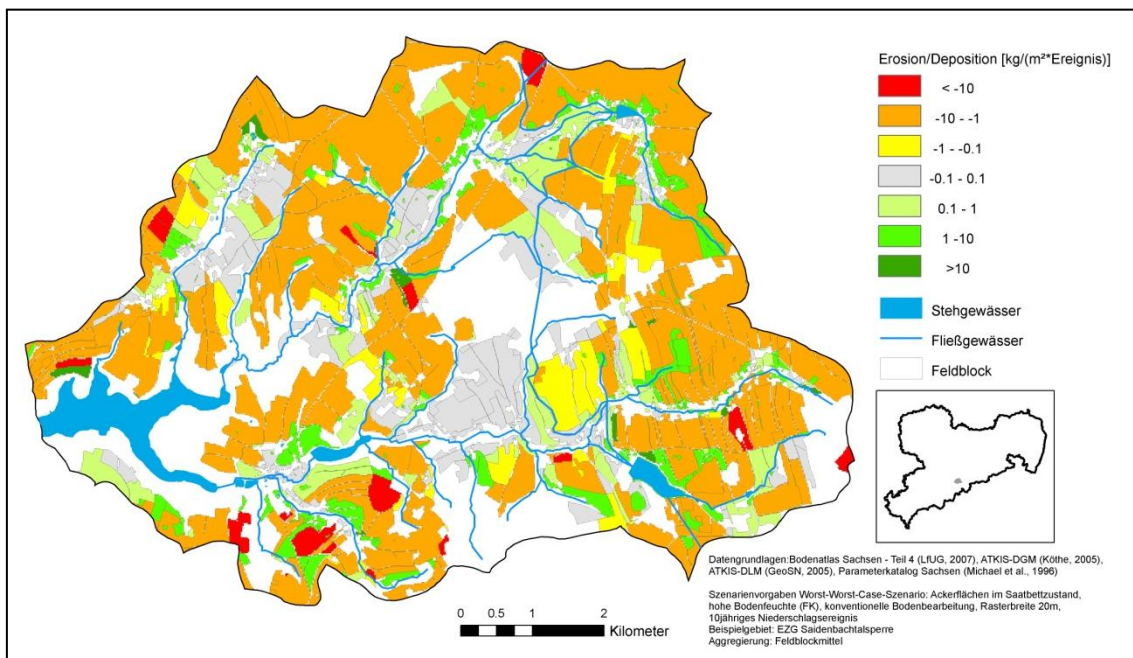 Erosion/Deposition [kg/(m²*Ereignis)]
< -10
-10 - -1
-1 - -0.1
-0.1 - 0.1
0.1 - 1
1 -10
>10
Stehgewässer
Fließgewässer
Feldblock
Datengrundlagen:Bodenatlas Sachsen - Teil 4 (LfUG, 2007), ATKIS-DGM (Köthe, 2005),
ATKIS-DLM (GeoSN, 2005), Parameterkatalog Sachsen (Michael et al., 1996)
Szenarienvorgaben Worst-Worst-Case-Szenario: Ackerflächen im Saatbettzustand,
hohe Bodenfeuchte (FK), konventionelle Bodenbearbeitung, Rasterbreite 20m,
10jähriges Niederschlagsereignis
Beispielgebiet: EZG Saidenbachtalsperre
Aggregierung: Feldblockmittel
0 0.5 1 2
Kilometer